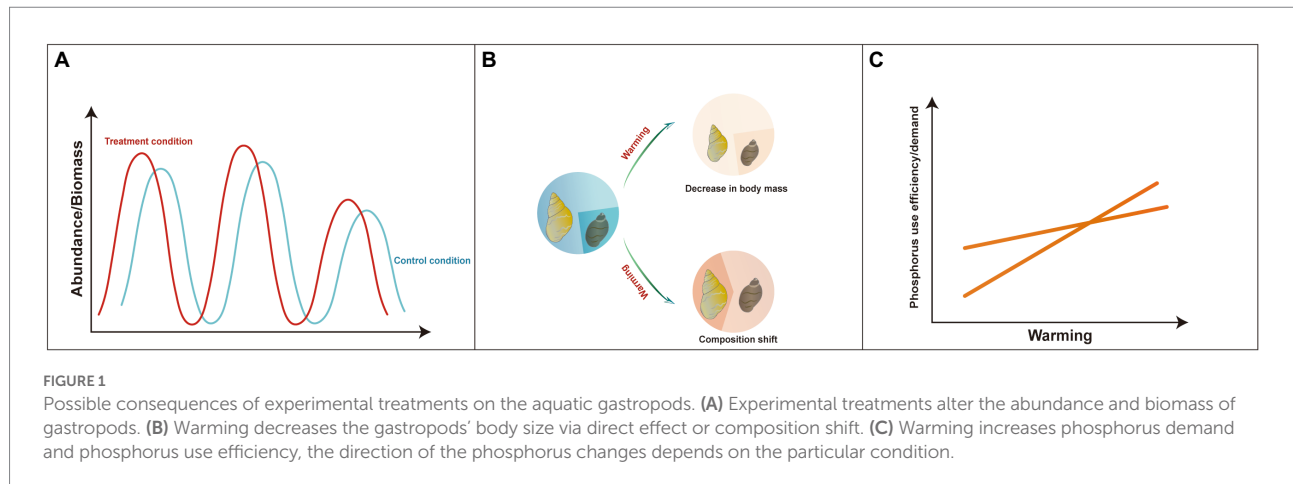 A
Abundance/Biomass
Treatment condition
Control condition
B
Warming
Decrease in body mass
Warming
Composition shift
C
Phosphorus use efficiency/demand
Warming
FIGURE 1
Possible consequences of experimental treatments on the aquatic gastropods. (A) Experimental treatments alter the abundance and biomass of
gastropods. (B) Warming decreases the gastropods' body size via direct effect or composition shift. (C) Warming increases phosphorus demand
and phosphorus use efficiency, the direction of the phosphorus changes depends on the particular condition.